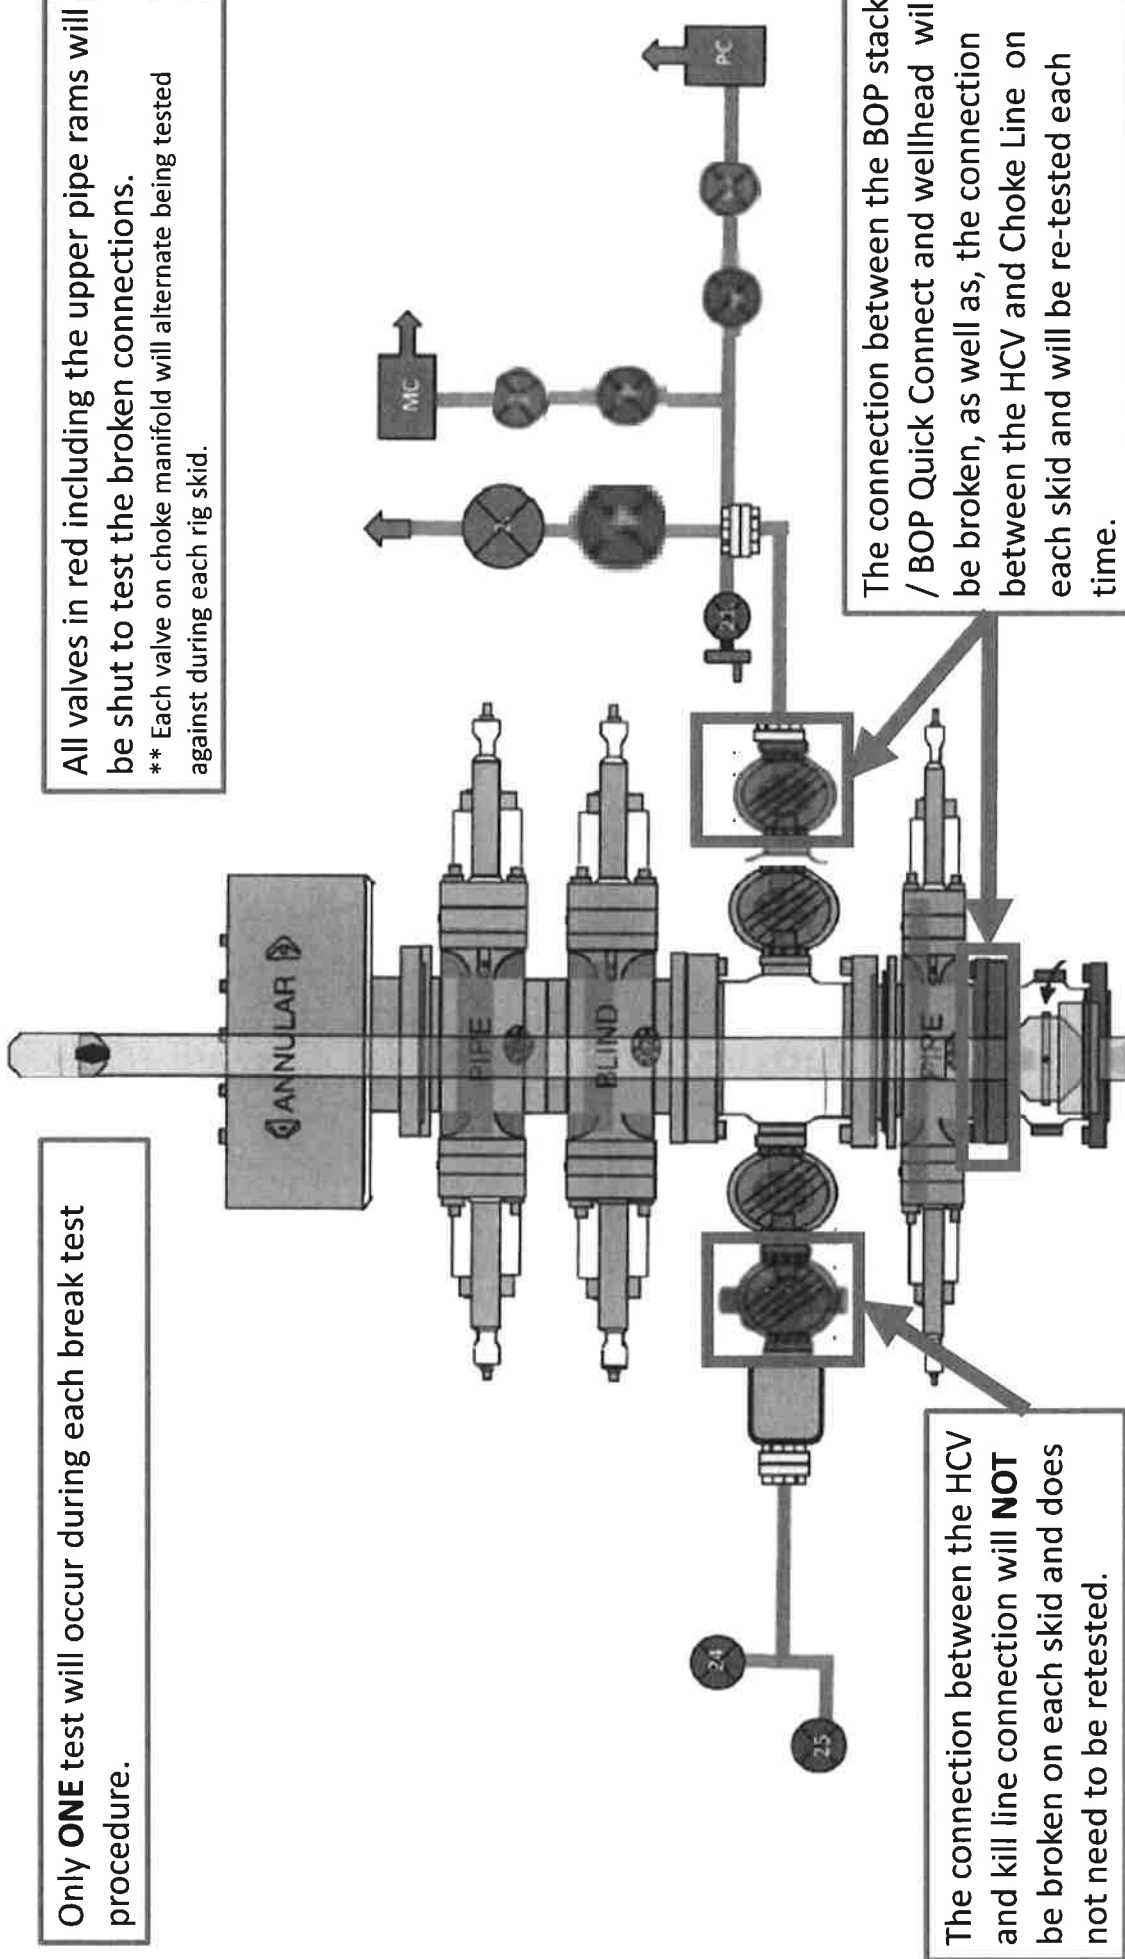 Only ONE test will occur during each break test
procedure.
All valves in red including the upper pipe rams will
be shut to test the broken connections.
** Each valve on choke manifold will alternate being tested
against during each rig skid.
ANNULAR
PIPE
BLIND
PIPE
MC
PC
21
24
25
The connection between the HCV
and kill line connection will NOT
be broken on each skid and does
not need to be retested.
The connection between the BOP stack
/ BOP Quick Connect and wellhead wil
be broken, as well as, the connection
between the HCV and Choke Line on
each skid and will be re-tested each
time.